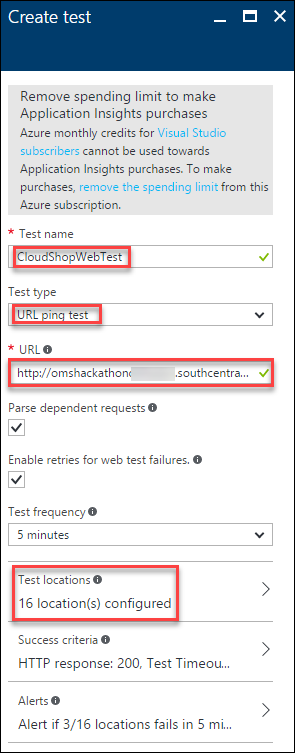 Create test
Remove spending limit to make
Application Insights purchases
Azure monthly credits for Visual Studio
subscribers cannot be used towards
Application Insights purchases. To make
purchases, remove the spending limit from this
Azure subscription.
* Test name
CloudShopWebTest
Test type
URL ping test
* URL
http://omshackathon .southcentra...
Parse dependent requests
Enable retries for web test failures.
Test frequency
5 minutes
Test locations
16 location(s) configured
Success criteria
HTTP response: 200, Test Timeou...
Alerts
Alert if 3/16 locations fails in 5 mi...